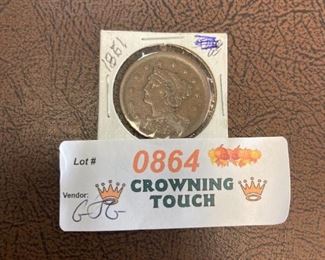 1851
Lot # 0864
Vendor:
CROWNING
TOUCH